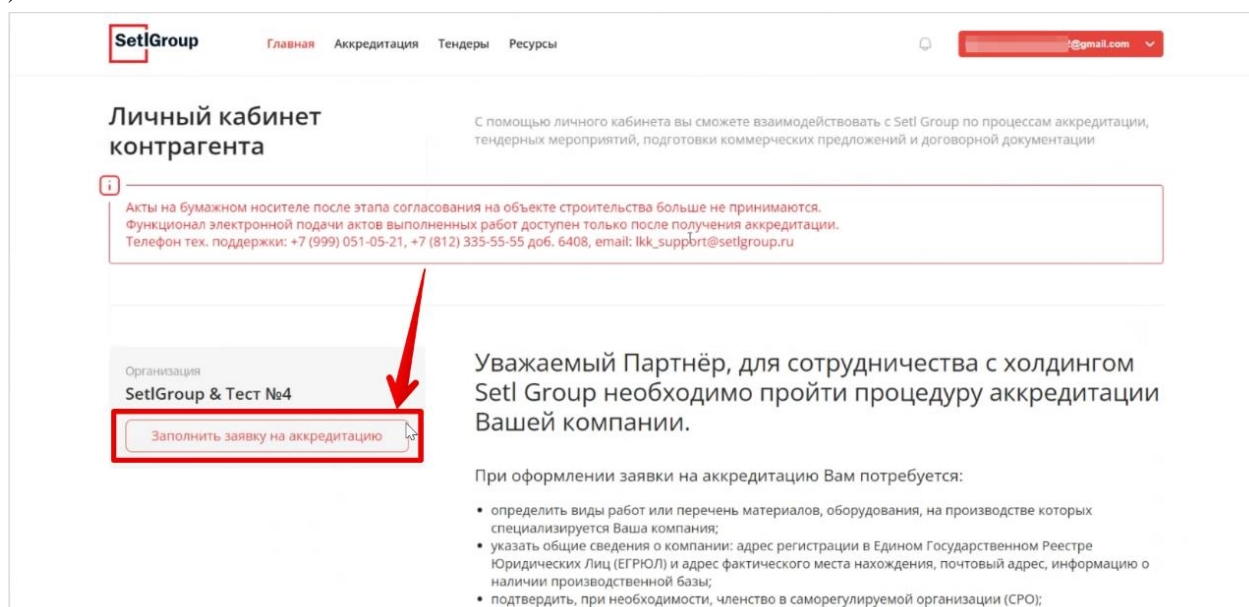 )
SetlGroup
Главная Аккредитация Тендеры Ресурсы
@gmail.com
Личный кабинет
контрагента
С помощью личного кабинета вы сможете взаимодействовать с Setl Group по процессам аккредитации,
тендерных мероприятий, подготовки коммерческих предложений и договорной документации
i
Акты на бумажном носителе после этапа согласования на объекте строительства больше не принимаются.
Функционал электронной подачи актов выполненных работ доступен только после получения аккредитации.
Телефон тех. поддержки: +7 (999) 051-05-21, +7 (812) 335-55-55 доб. 6408, email: lkk_support@setlgroup.ru
Организация
SetlGroup & Тест №4
Заполнить заявку на аккредитацию
Уважаемый Партнёр, для сотрудничества с холдингом
Setl Group необходимо пройти процедуру аккредитации
Вашей компании.
При оформлении заявки на аккредитацию Вам потребуется:
• определить виды работ или перечень материалов, оборудования, на производстве которых
специализируется Ваша компания;
• указать общие сведения о компании: адрес регистрации в Едином Государственном Реестре
Юридических Лиц (ЕГРЮЛ) и адрес фактического места нахождения, почтовый адрес, информацию о
наличии производственной базы;
• подтвердить, при необходимости, членство в саморегулируемой организации (СРО);